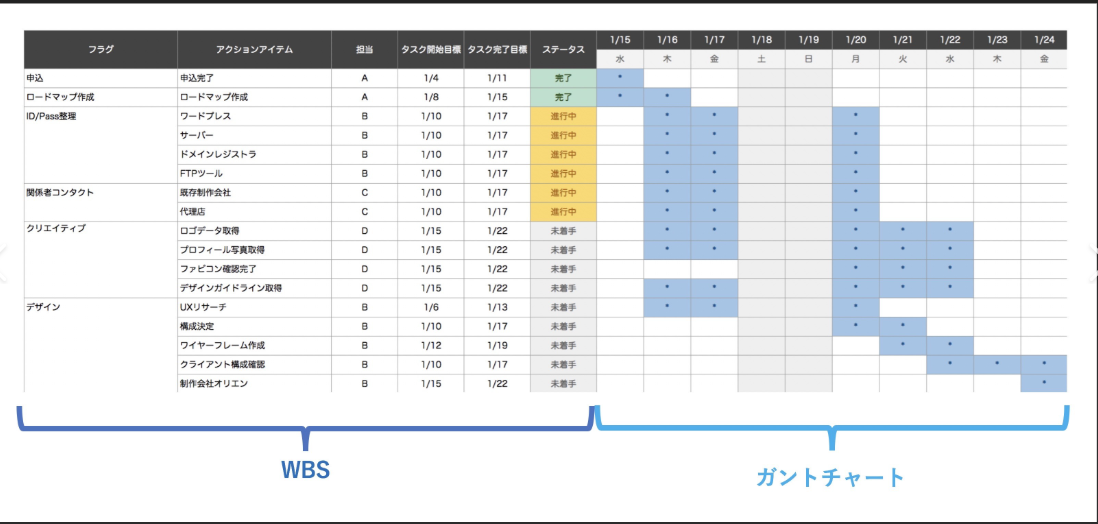 フラグ アクションアイテム 担当 タスク開始目標 タスク完了目標 ステータス 1/15 1/16 1/17 1/18 1/19 1/20 1/21 1/22 1/23 1/24
水 木 金 土 日 月 火 水 木 金
申込 申込完了 A 1/4 1/11 完了 *
ロードマップ作成 ロードマップ作成 A 1/8 1/15 完了 * *
ID/Pass整理 ワードプレス B 1/10 1/17 進行中 * * *
サーバー B 1/10 1/17 進行中 * * *
ドメインレジストラ B 1/10 1/17 進行中 * * *
FTPツール B 1/10 1/17 進行中 * * *
関係者コンタクト 既存制作会社 C 1/10 1/17 進行中 * * *
代理店 C 1/10 1/17 進行中 * * *
クリエイティブ ロゴデータ取得 D 1/15 1/22 未着手 * * * * *
プロフィール写真取得 D 1/15 1/22 未着手 * * * * *
ファビコン確認完了 D 1/15 1/22 未着手 * * *
デザインガイドライン取得 D 1/15 1/22 未着手 * * * * *
デザイン UXリサーチ B 1/6 1/13 未着手 * * *
構成決定 B 1/10 1/17 未着手 * *
ワイヤーフレーム作成 B 1/12 1/19 未着手 * *
クライアント構成確認 B 1/10 1/17 未着手 * * *
制作会社オリエン B 1/15 1/22 未着手 *
WBS
ガントチャート